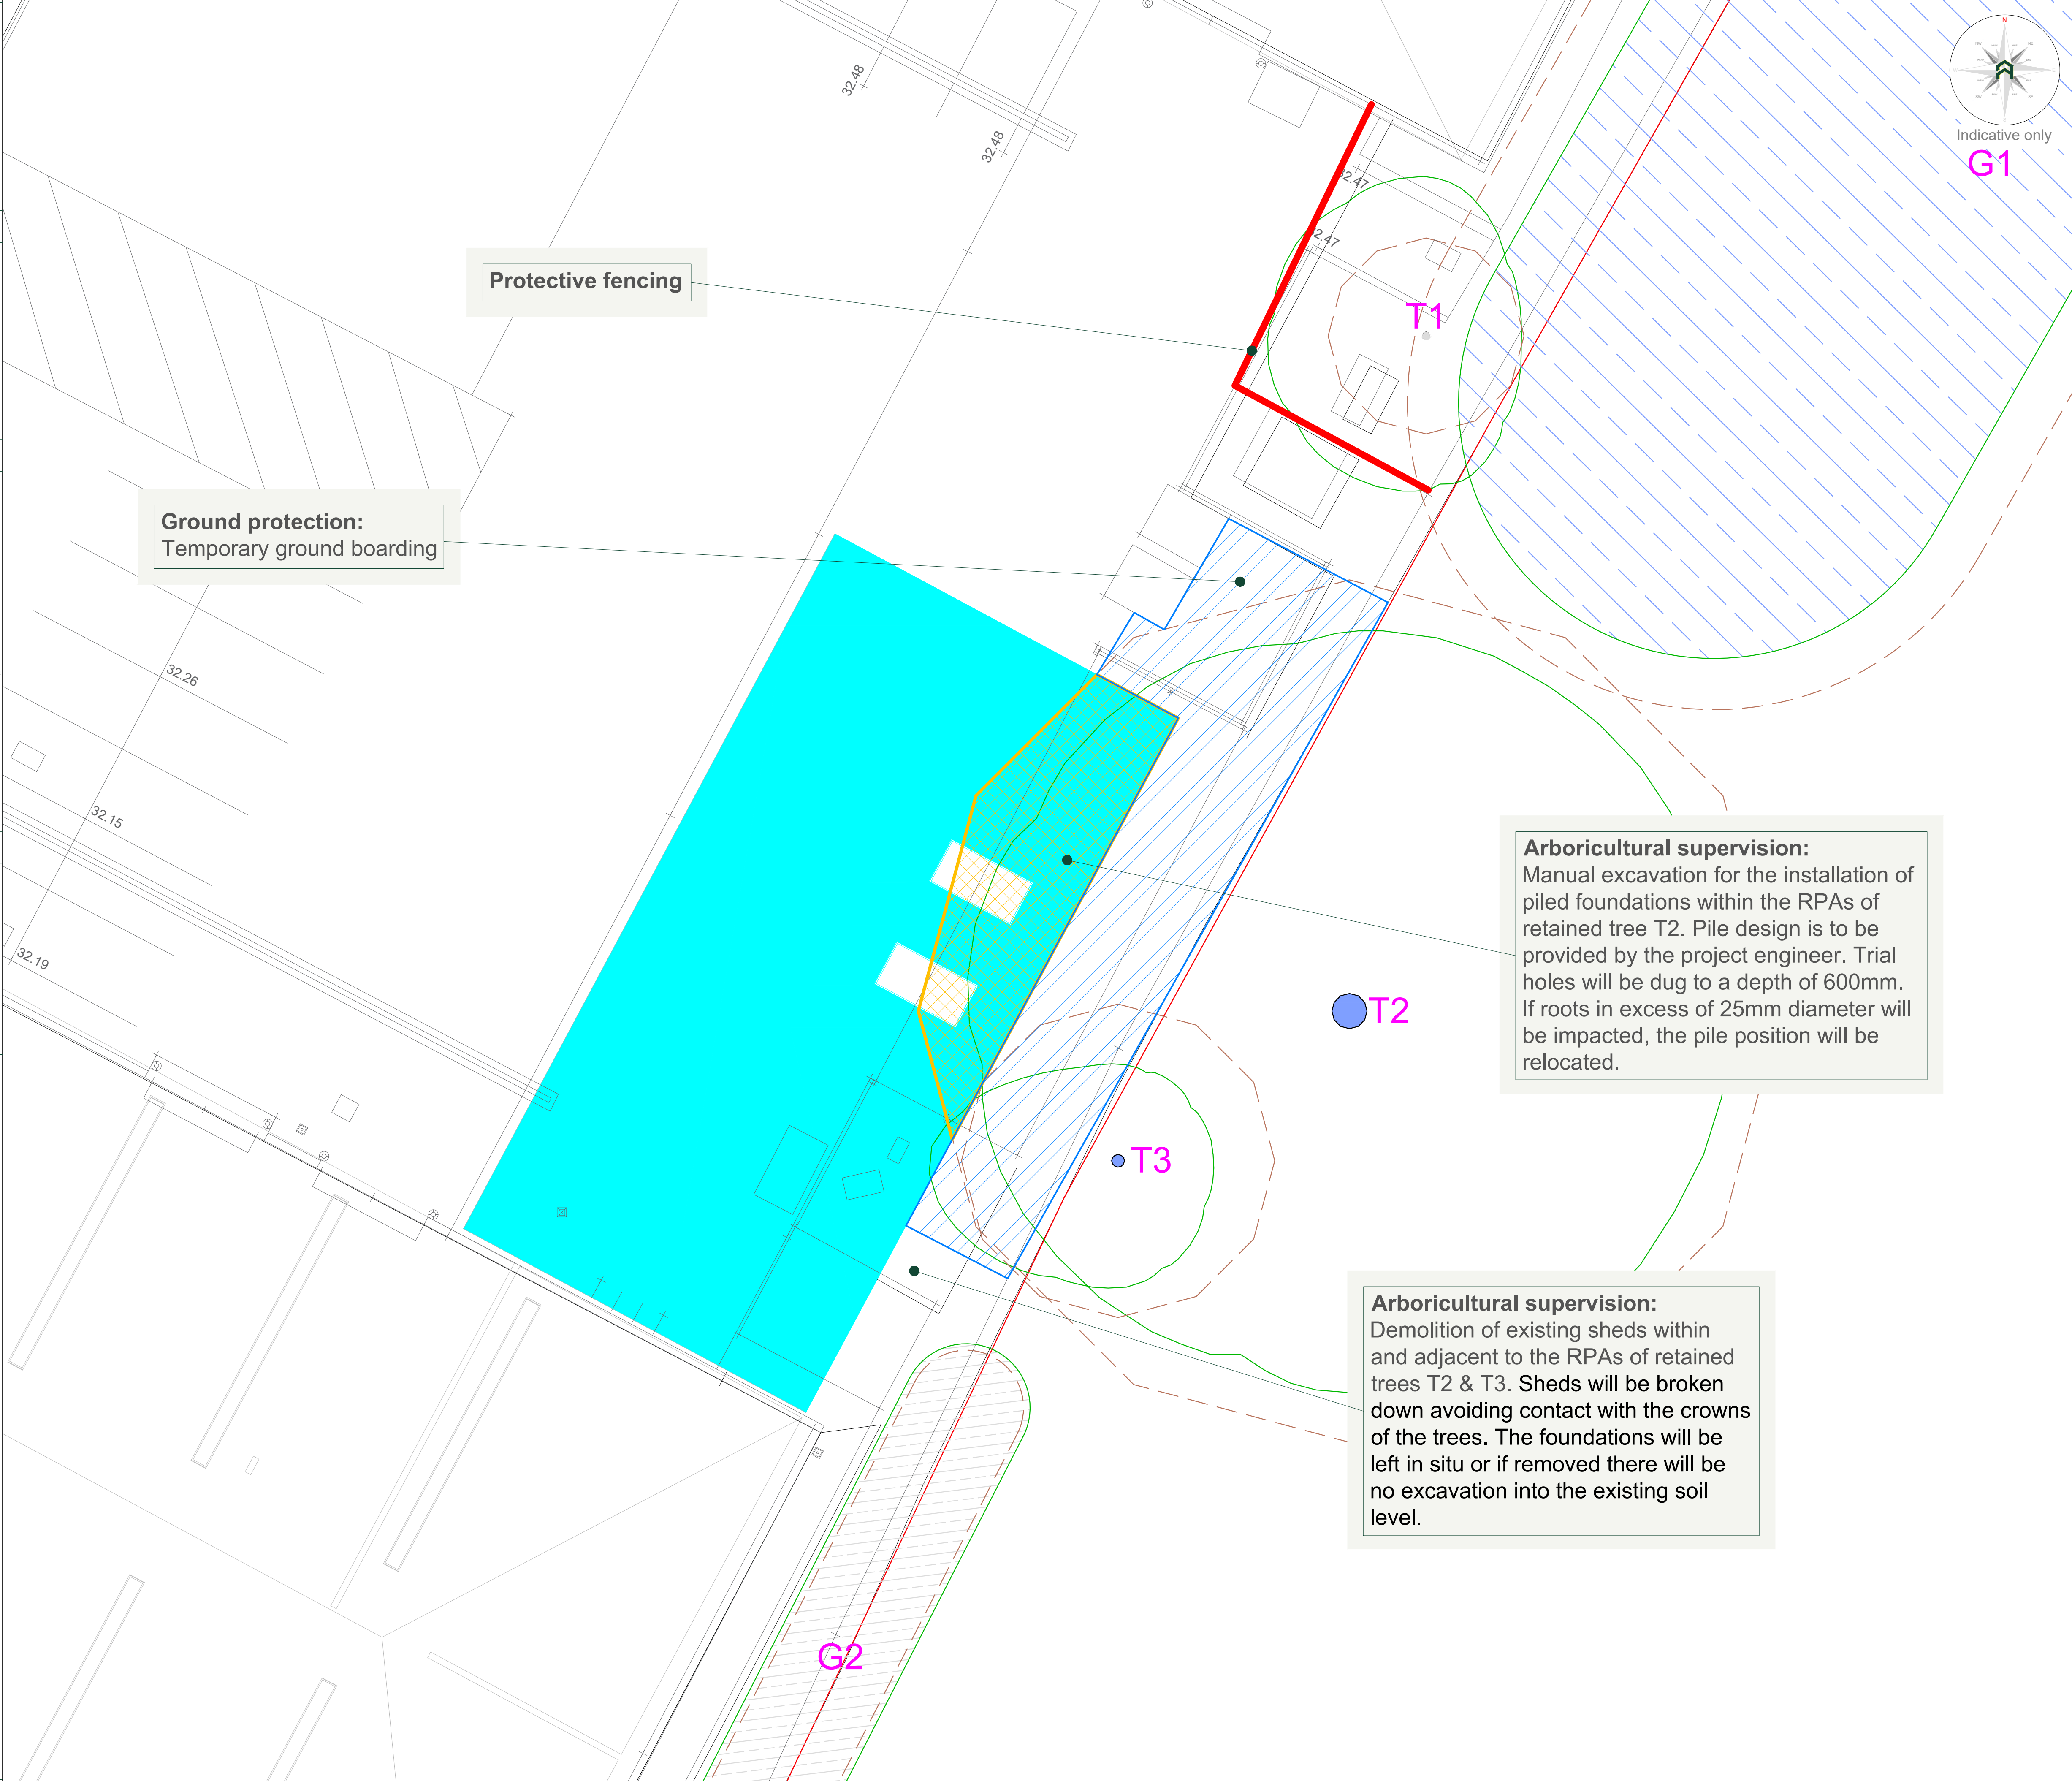 N
Indicative only
G1
32.48
32.48
32.47
32.47
Protective fencing
T1
Ground protection:
Temporary ground boarding
32.26
32.15
32.19
Arboricultural supervision:
Manual excavation for the installation of
piled foundations within the RPAs of
retained tree T2. Pile design is to be
provided by the project engineer. Trial
holes will be dug to a depth of 600mm.
If roots in excess of 25mm diameter will
be impacted, the pile position will be
relocated.
T2
T3
Arboricultural supervision:
Demolition of existing sheds within
and adjacent to the RPAs of retained
trees T2 & T3. Sheds will be broken
down avoiding contact with the crowns
of the trees. The foundations will be
left in situ or if removed there will be
no excavation into the existing soil
level.
G2